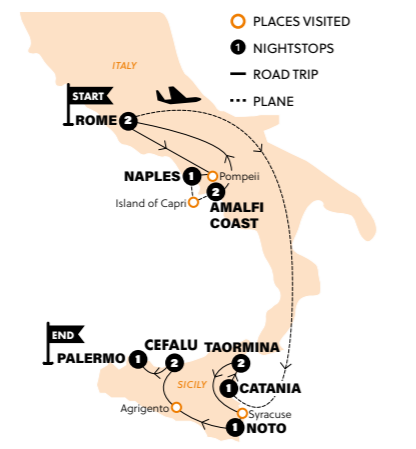 PLACES VISITED
1 NIGHTSTOPS
ROAD TRIP
PLANE
ITALY
START
ROME 2
NAPLES 1
Pompeii
Island of Capri
2
AMALFI
COAST
END
PALERMO 1
CEFALU
2
TAORMINA
2
SICILY
1 CATANIA
Agrigento
Syracuse
1 NOTO